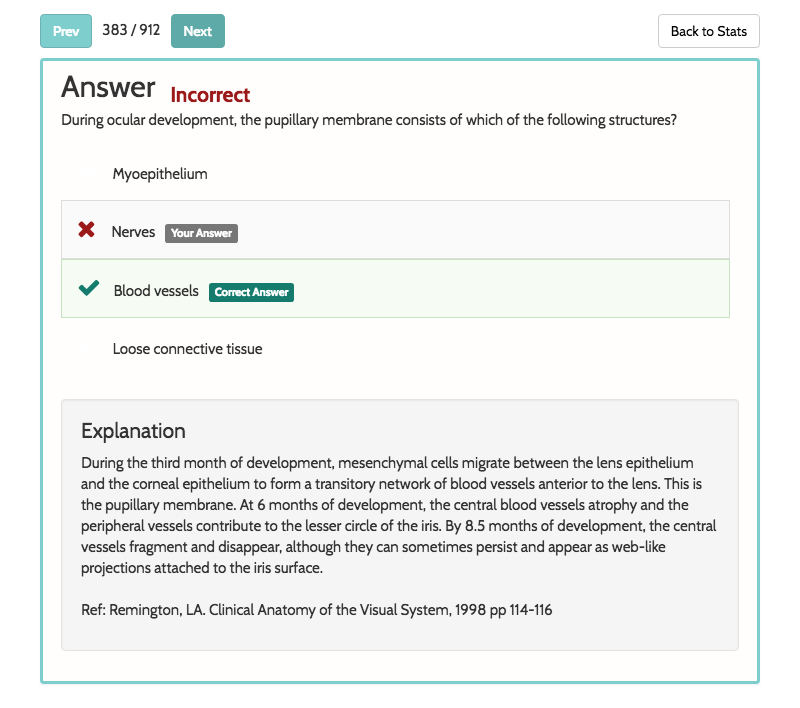 Prev 383 / 912 Next Back to Stats
Answer Incorrect
During ocular development, the pupillary membrane consists of which of the following structures?
Myoepithelium
Nerves Your Answer
Blood vessels Correct Answer
Loose connective tissue
Explanation
During the third month of development, mesenchymal cells migrate between the lens epithelium
and the corneal epithelium to form a transitory network of blood vessels anterior to the lens. This is
the pupillary membrane. At 6 months of development, the central blood vessels atrophy and the
peripheral vessels contribute to the lesser circle of the iris. By 8.5 months of development, the central
vessels fragment and disappear, although they can sometimes persist and appear as web-like
projections attached to the iris surface.
Ref: Remington, LA. Clinical Anatomy of the Visual System, 1998 pp 114-116